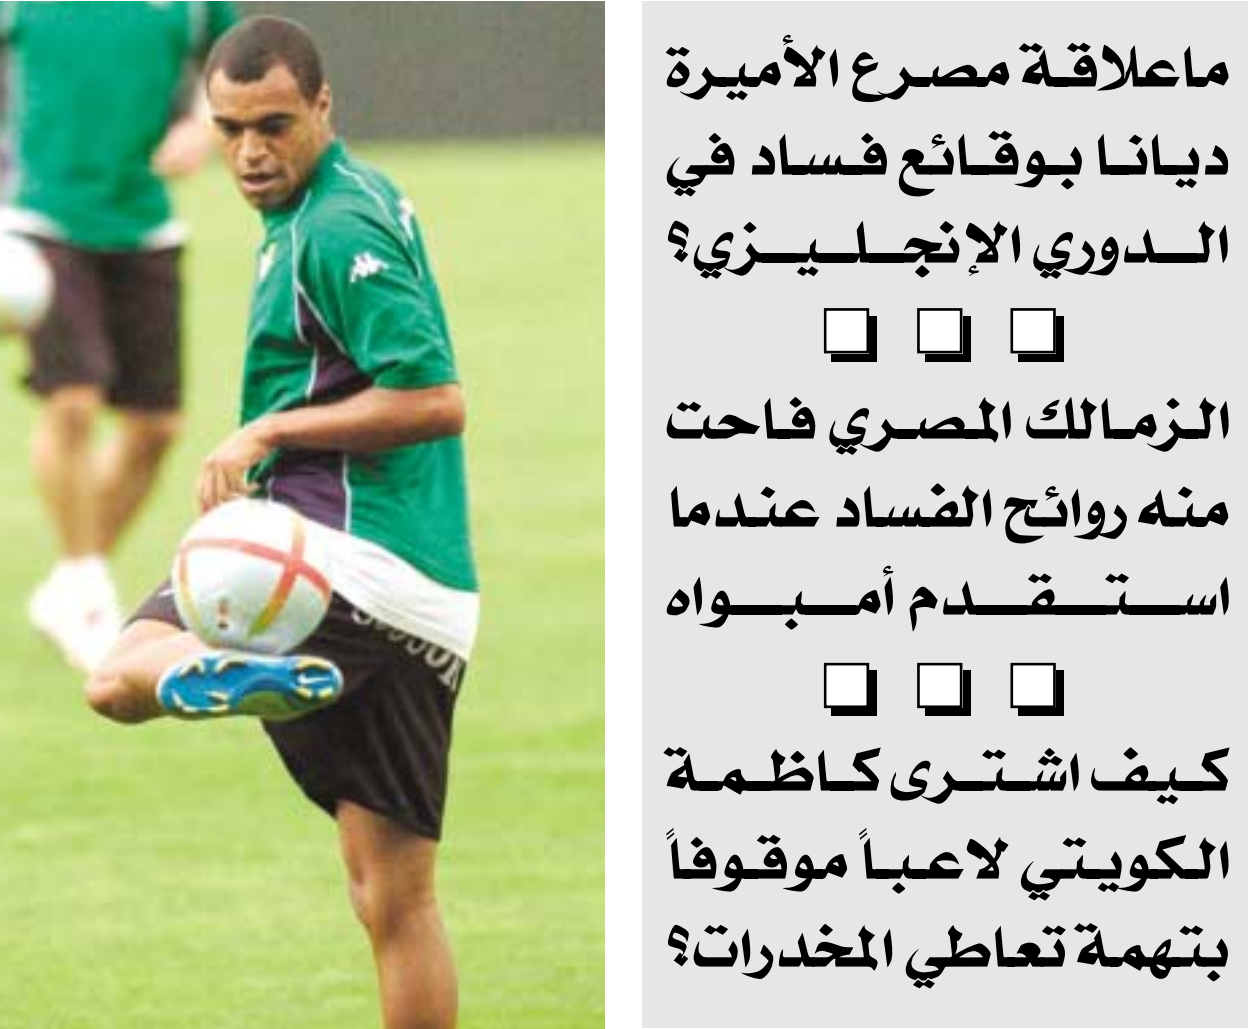 ماعلاقة مصرع الأميرة
ديانا بوقائع فساد في
الدوري الإنجليزي؟
الزمالك المصري فاحت
منه روائح الفساد عندما
استقدم أمبواه
كيف اشترى كاظمة
الكويتي لاعباً موقوفاً
بتهمة تعاطي المخدرات؟